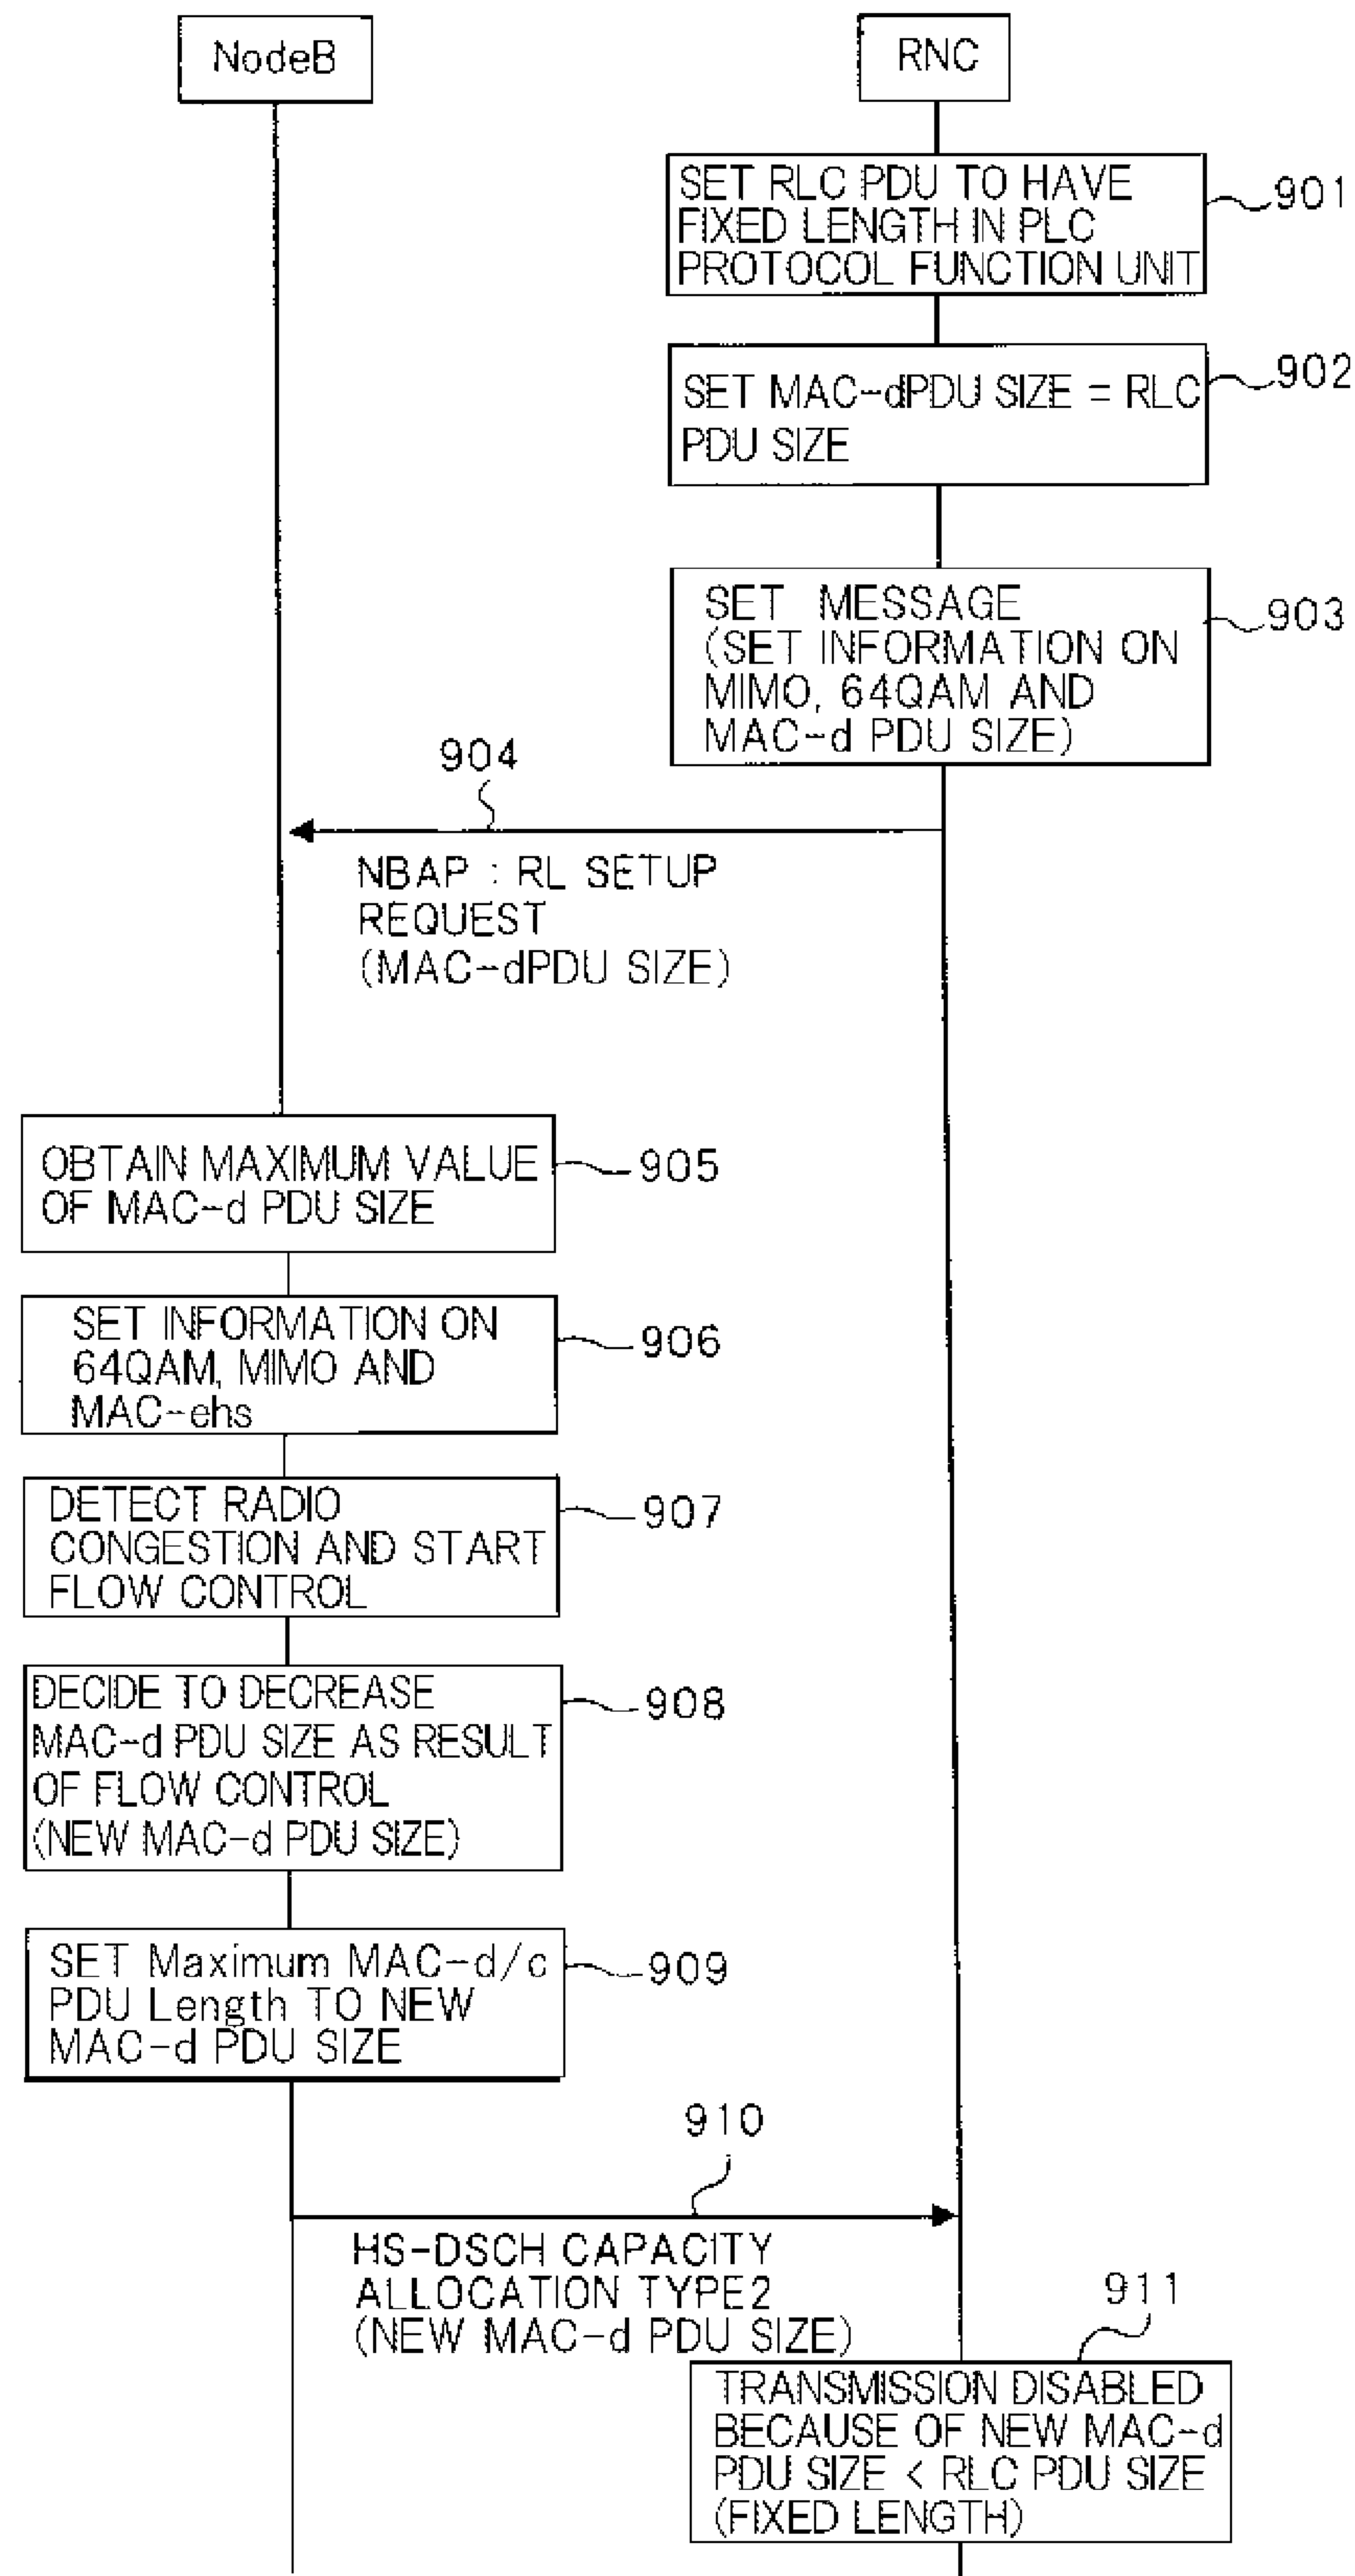 NodeB
RNC
SET RLC PDU TO HAVE
FIXED LENGTH IN PLC
PROTOCOL FUNCTION UNIT
901
SET MAC-dPDU SIZE = RLC
PDU SIZE
902
SET MESSAGE
(SET INFORMATION ON
MIMO, 64QAM AND
MAC-d PDU SIZE)
903
904
NBAP : RL SETUP
REQUEST
(MAC-dPDU SIZE)
OBTAIN MAXIMUM VALUE
OF MAC-d PDU SIZE
905
SET INFORMATION ON
64QAM, MIMO AND
MAC-ehs
906
DETECT RADIO
CONGESTION AND START
FLOW CONTROL
907
DECIDE TO DECREASE
MAC-d PDU SIZE AS RESULT
OF FLOW CONTROL
(NEW MAC-d PDU SIZE)
908
SET Maximum MAC-d/c
PDU Length TO NEW
MAC-d PDU SIZE
909
910
HS-DSCH CAPACITY
ALLOCATION TYPE2
(NEW MAC-d PDU SIZE)
911
TRANSMISSION DISABLED
BECAUSE OF NEW MAC-d
PDU SIZE < RLC PDU SIZE
(FIXED LENGTH)